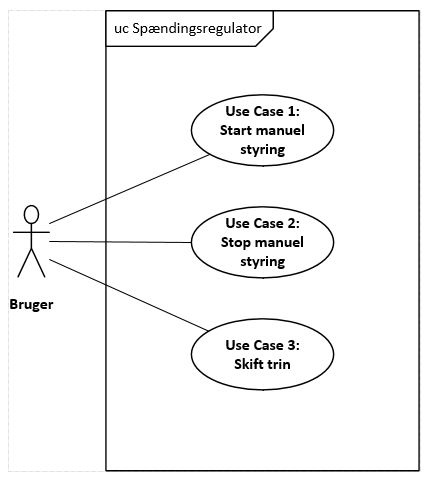 uc Spændingsregulator
Use Case 1:
Start manuel
styring
Use Case 2:
Stop manuel
styring
Bruger
Use Case 3:
Skift trin